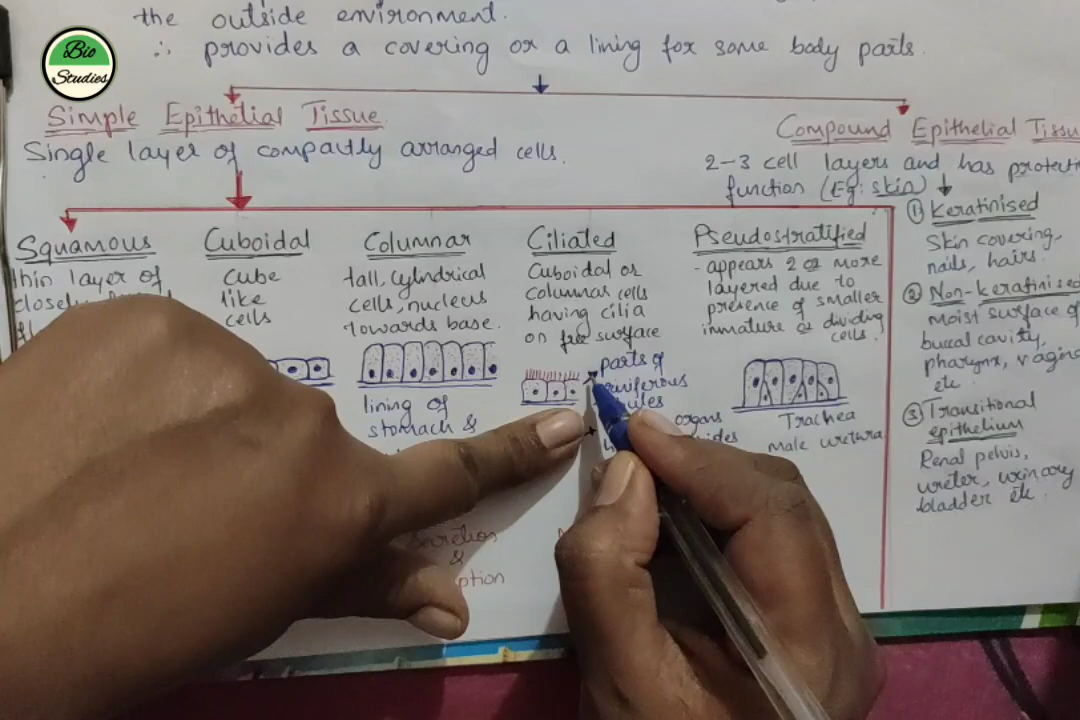 the outside environment.
∴ provides a covering or a lining for some body parts.
Bio
Studies
Simple Epithelial Tissue
Single layer of compactly arranged cells.
Compound Epithelial Tissue
2-3 cell layers and has
function (Eg: skin)
Squamous
thin layer of
Cuboidal
Cube
like
cells
Columnar
tall, cylindrical
cells, nucleus
towards base.
lining of
stomach &
&
Ciliated
Cuboidal or
columnar cells
having cilia
on free surface
parts of
organs
Pseudostratified
- appears 2 or more
layered due to
presence of smaller
immature or dividing
cells.
Trachea
male urethra
① Keratinised
Skin covering,
nails, hairs.
② Non-keratinised
Moist surface of
buccal cavity,
pharynx, vagina
etc.
③ Transitional
epithelium
Renal pelvis,
ureter, urinary
bladder etc.